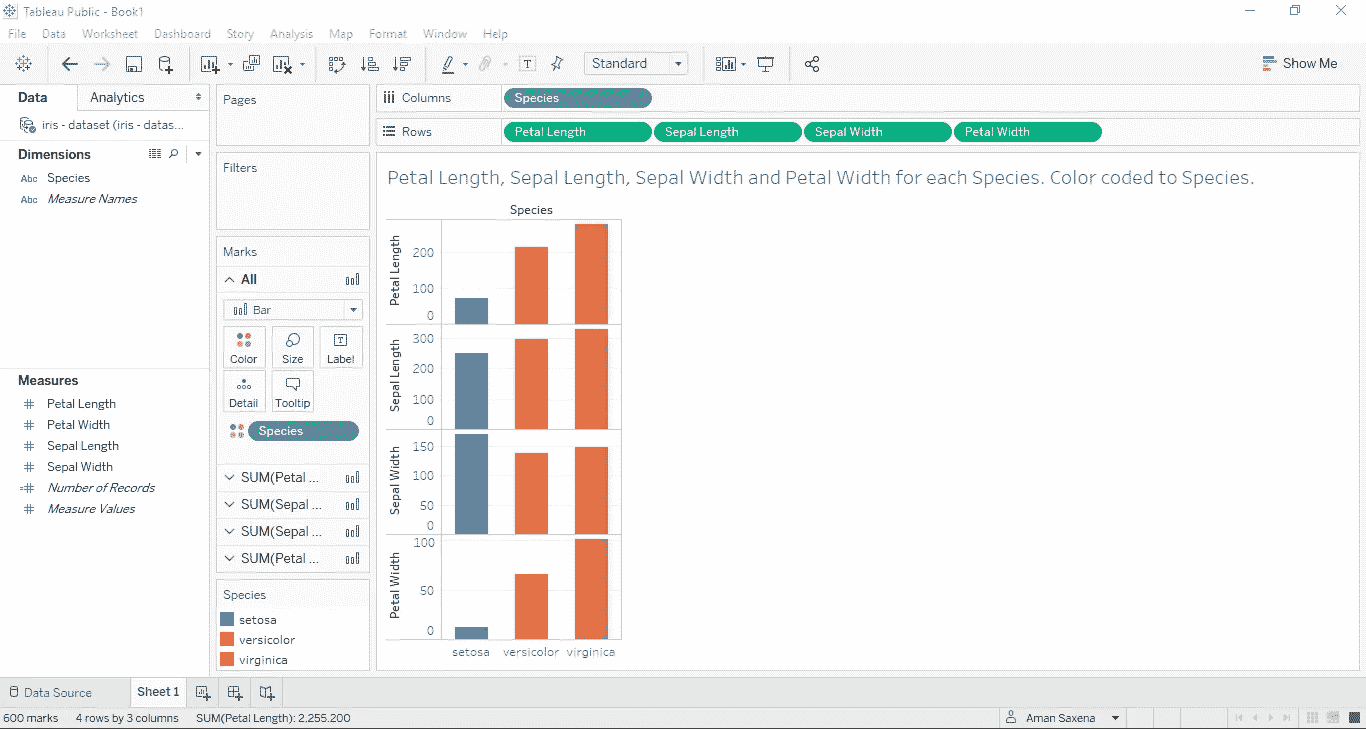 Tableau Public - Book1
File Data Worksheet Dashboard Story Analysis Map Format Window Help
Standard
Show Me
Data Analytics
iris - dataset (iris - datas...
Dimensions
Abc Species
Abc Measure Names
Measures
# Petal Length
# Petal Width
# Sepal Length
# Sepal Width
=# Number of Records
# Measure Values
Pages
Filters
Marks
All
Bar
Color Size Label
Detail Tooltip
Species
SUM(Petal ...
SUM(Sepal ...
SUM(Sepal ...
SUM(Petal ...
Species
setosa
versicolor
virginica
Columns Species
Rows Petal Length Sepal Length Sepal Width Petal Width
Petal Length, Sepal Length, Sepal Width and Petal Width for each Species. Color coded to Species.
Species
Petal Length
200
100
0
Sepal Length
300
200
100
0
Sepal Width
150
100
50
0
Petal Width
100
50
0
setosa versicolor virginica
Data Source Sheet 1
600 marks 4 rows by 3 columns SUM(Petal Length): 2,255.200
Aman Saxena